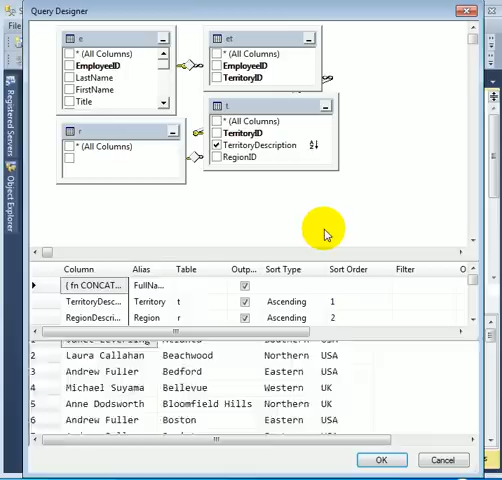 Query Designer
File
e
* (All Columns)
EmployeeID
LastName
FirstName
Title
et
* (All Columns)
EmployeeID
TerritoryID
t
* (All Columns)
TerritoryID
TerritoryDescription
RegionID
r
* (All Columns)
Registered Servers
Object Explorer
Column Alias Table Outp... Sort Type Sort Order Filter O
{ fn CONCAT... FullNa...
TerritoryDesc... Territory t Ascending 1
RegionDescri... Region r Ascending 2
2 Laura Callahan Beachwood Northern USA
3 Andrew Fuller Bedford Eastern USA
4 Michael Suyama Bellevue Western UK
5 Anne Dodsworth Bloomfield Hills Northern UK
6 Andrew Fuller Boston Eastern USA
OK Cancel